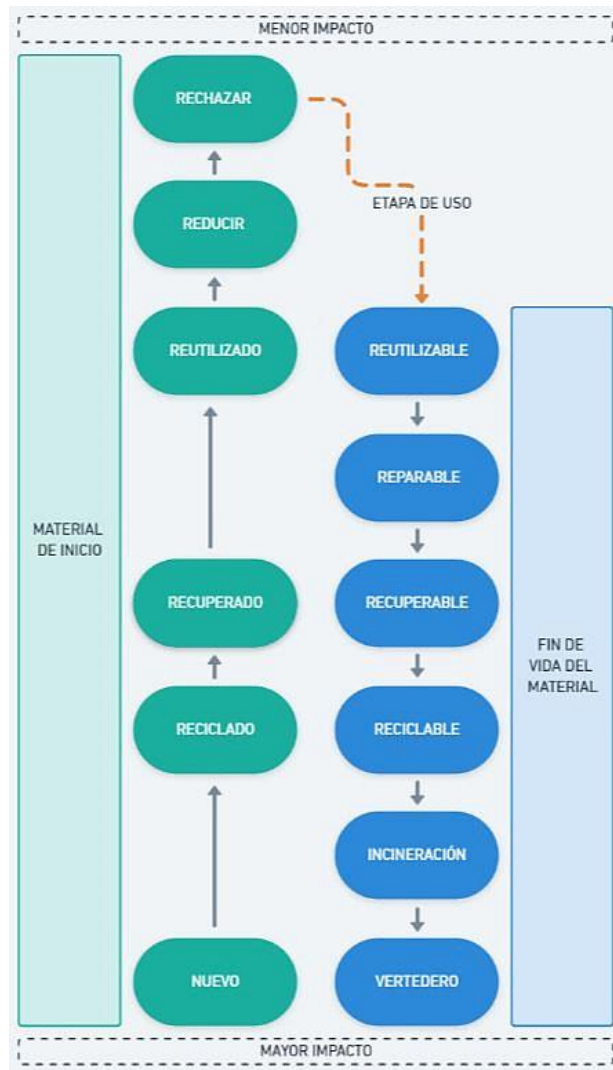 MENOR IMPACTO
RECHAZAR
ETAPA DE USO
REDUCIR
REUTILIZADO
REUTILIZABLE
REPARABLE
MATERIAL
DE INICIO
RECUPERADO
RECUPERABLE
FIN DE
VIDA DEL
MATERIAL
RECICLADO
RECICLABLE
INCINERACIÓN
NUEVO
VERTEDERO
MAYOR IMPACTO